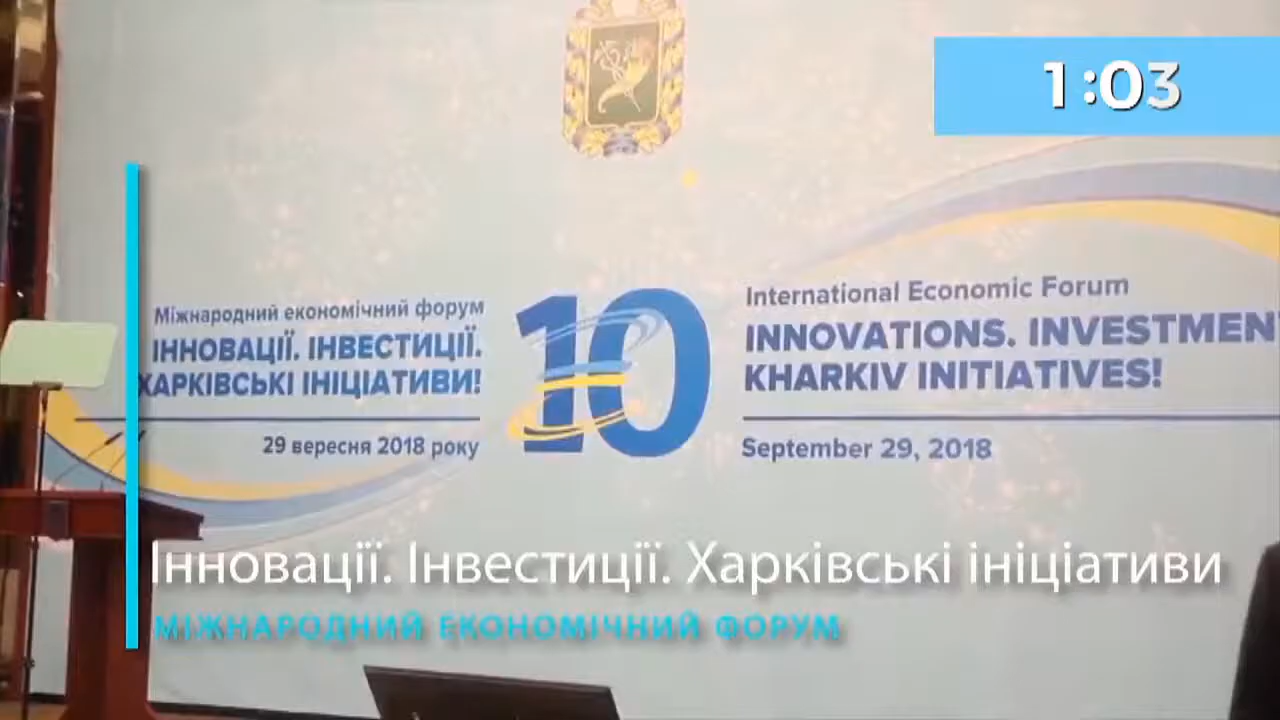 1:03
Міжнародний економічний форум
ІННОВАЦІЇ. ІНВЕСТИЦІЇ.
ХАРКІВСЬКІ ІНІЦІАТИВИ!
29 вересня 2018 року
10
International Economic Forum
INNOVATIONS. INVESTMEN
KHARKIV INITIATIVES!
September 29, 2018
Інновації. Інвестиції. Харківські ініціативи
МІЖНАРОДНИЙ ЕКОНОМІЧНИЙ ФОРУМ